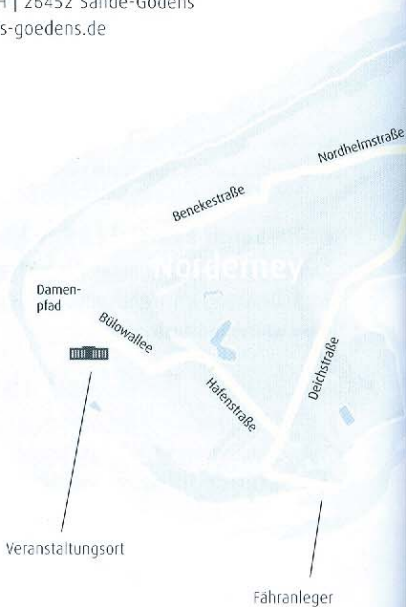 26452 Sande-Gödens
s-goedens.de
Nordhelmstraße
Benekestraße
Norderney
Damen-
pfad
Bülowallee
Deichstraße
Hafenstraße
Veranstaltungsort
Fähranleger